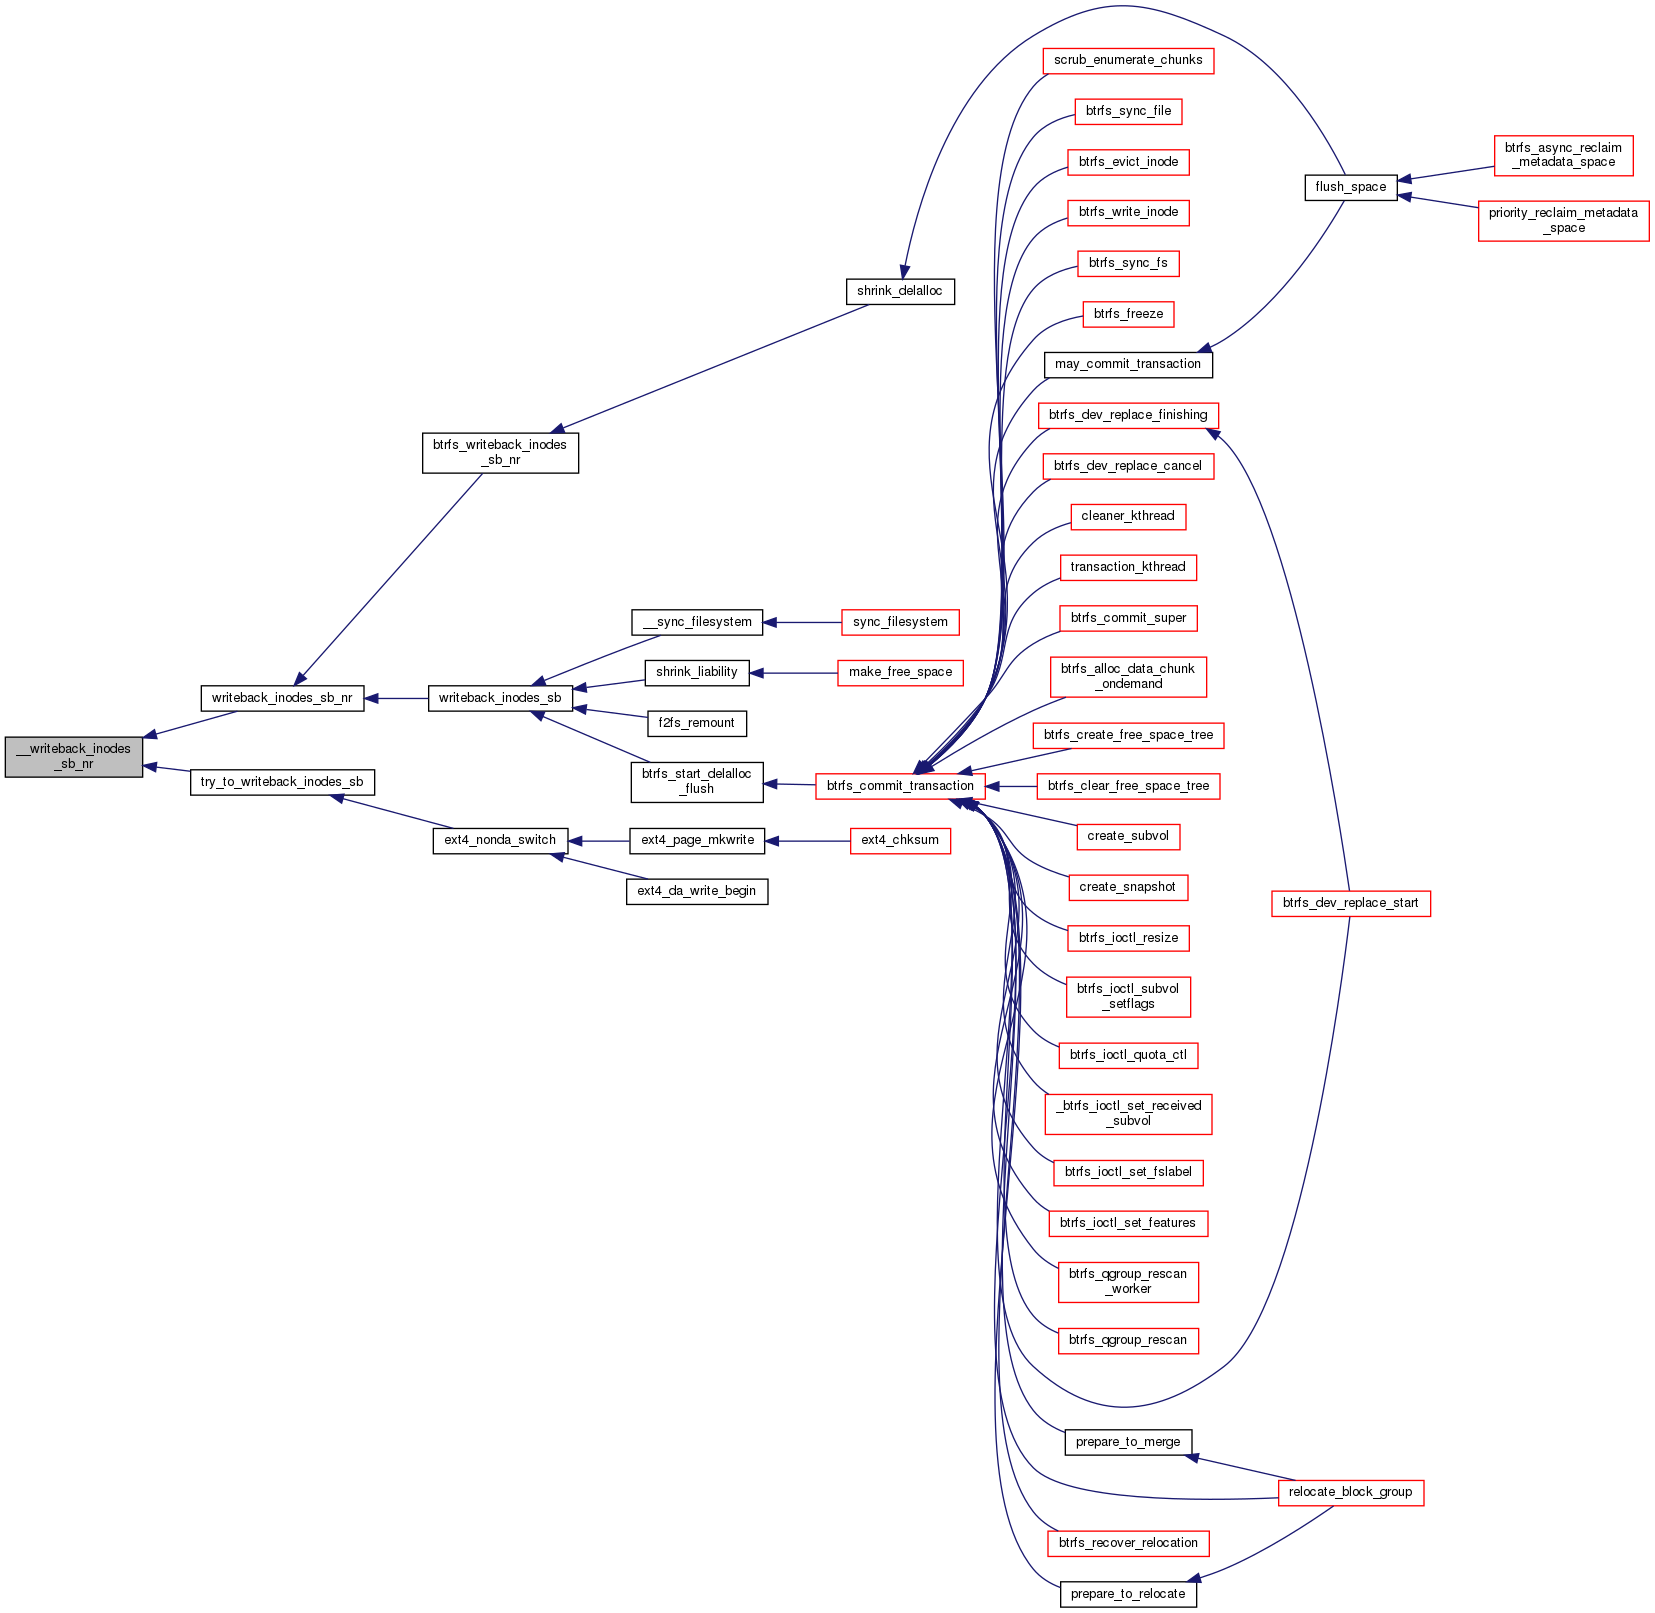 scrub_enumerate_chunks
btrfs_sync_file
btrfs_evict_inode
btrfs_write_inode
btrfs_sync_fs
btrfs_freeze
may_commit_transaction
btrfs_dev_replace_finishing
btrfs_dev_replace_cancel
cleaner_kthread
transaction_kthread
btrfs_commit_super
btrfs_alloc_data_chunk
_ondemand
btrfs_create_free_space_tree
btrfs_clear_free_space_tree
create_subvol
create_snapshot
btrfs_ioctl_resize
btrfs_ioctl_subvol
_setflags
btrfs_ioctl_quota_ctl
_btrfs_ioctl_set_received
_subvol
btrfs_ioctl_set_fslabel
btrfs_ioctl_set_features
btrfs_qgroup_rescan
_worker
btrfs_qgroup_rescan
prepare_to_merge
btrfs_recover_relocation
prepare_to_relocate
flush_space
btrfs_async_reclaim
_metadata_space
priority_reclaim_metadata
_space
btrfs_dev_replace_start
relocate_block_group
shrink_delalloc
btrfs_writeback_inodes
_sb_nr
__sync_filesystem
sync_filesystem
shrink_liability
make_free_space
writeback_inodes_sb_nr
writeback_inodes_sb
f2fs_remount
__writeback_inodes
_sb_nr
try_to_writeback_inodes_sb
btrfs_start_delalloc
_flush
btrfs_commit_transaction
ext4_nonda_switch
ext4_page_mkwrite
ext4_chksum
ext4_da_write_begin